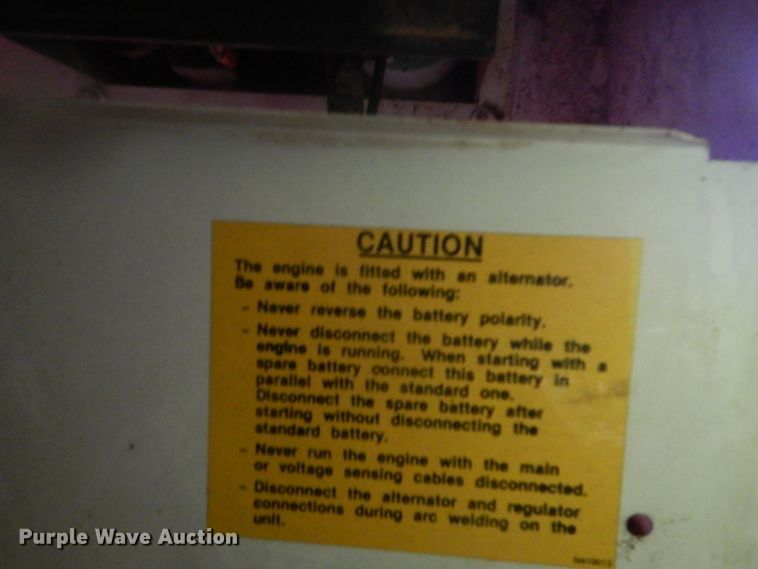 CAUTION
The engine is fitted with an alternator.
Be aware of the following:
- Never reverse the battery polarity.
- Never disconnect the battery while the
engine is running. When starting with a
spare battery connect this battery in
parallel with the standard one.
Disconnect the spare battery after
starting without disconnecting the
standard battery.
- Never run the engine with the main
or voltage sensing cables disconnected.
- Disconnect the alternator and regulator
connections during arc welding on the
unit.
Purple Wave Auction